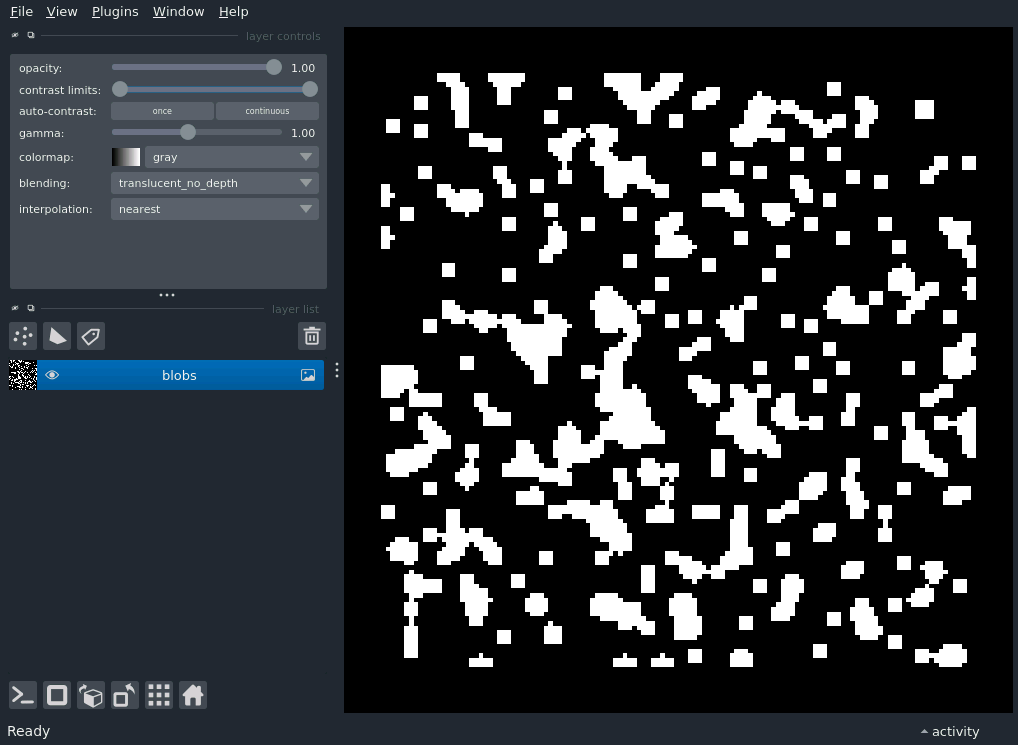 File View Plugins Window Help
layer controls
opacity: 1.00
contrast limits:
auto-contrast: once continuous
gamma: 1.00
colormap: gray
blending: translucent_no_depth
interpolation: nearest
layer list
blobs
Ready activity